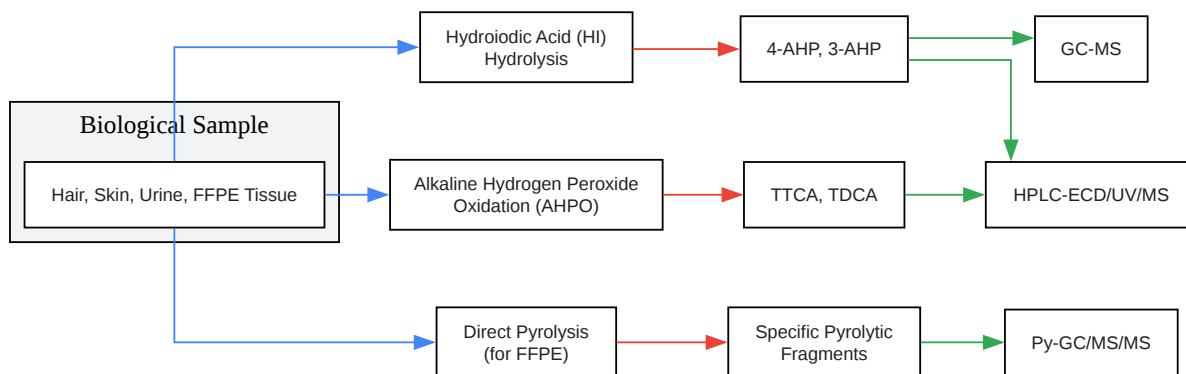 Hydroiodic Acid (HI)
Hydrolysis
4-AHP, 3-AHP
GC-MS
Biological Sample
Hair, Skin, Urine, FFPE Tissue
Alkaline Hydrogen Peroxide
Oxidation (AHPO)
TTCA, TDCA
HPLC-ECD/UV/MS
Direct Pyrolysis
(for FFPE)
Specific Pyrolytic
Fragments
Py-GC/MS/MS